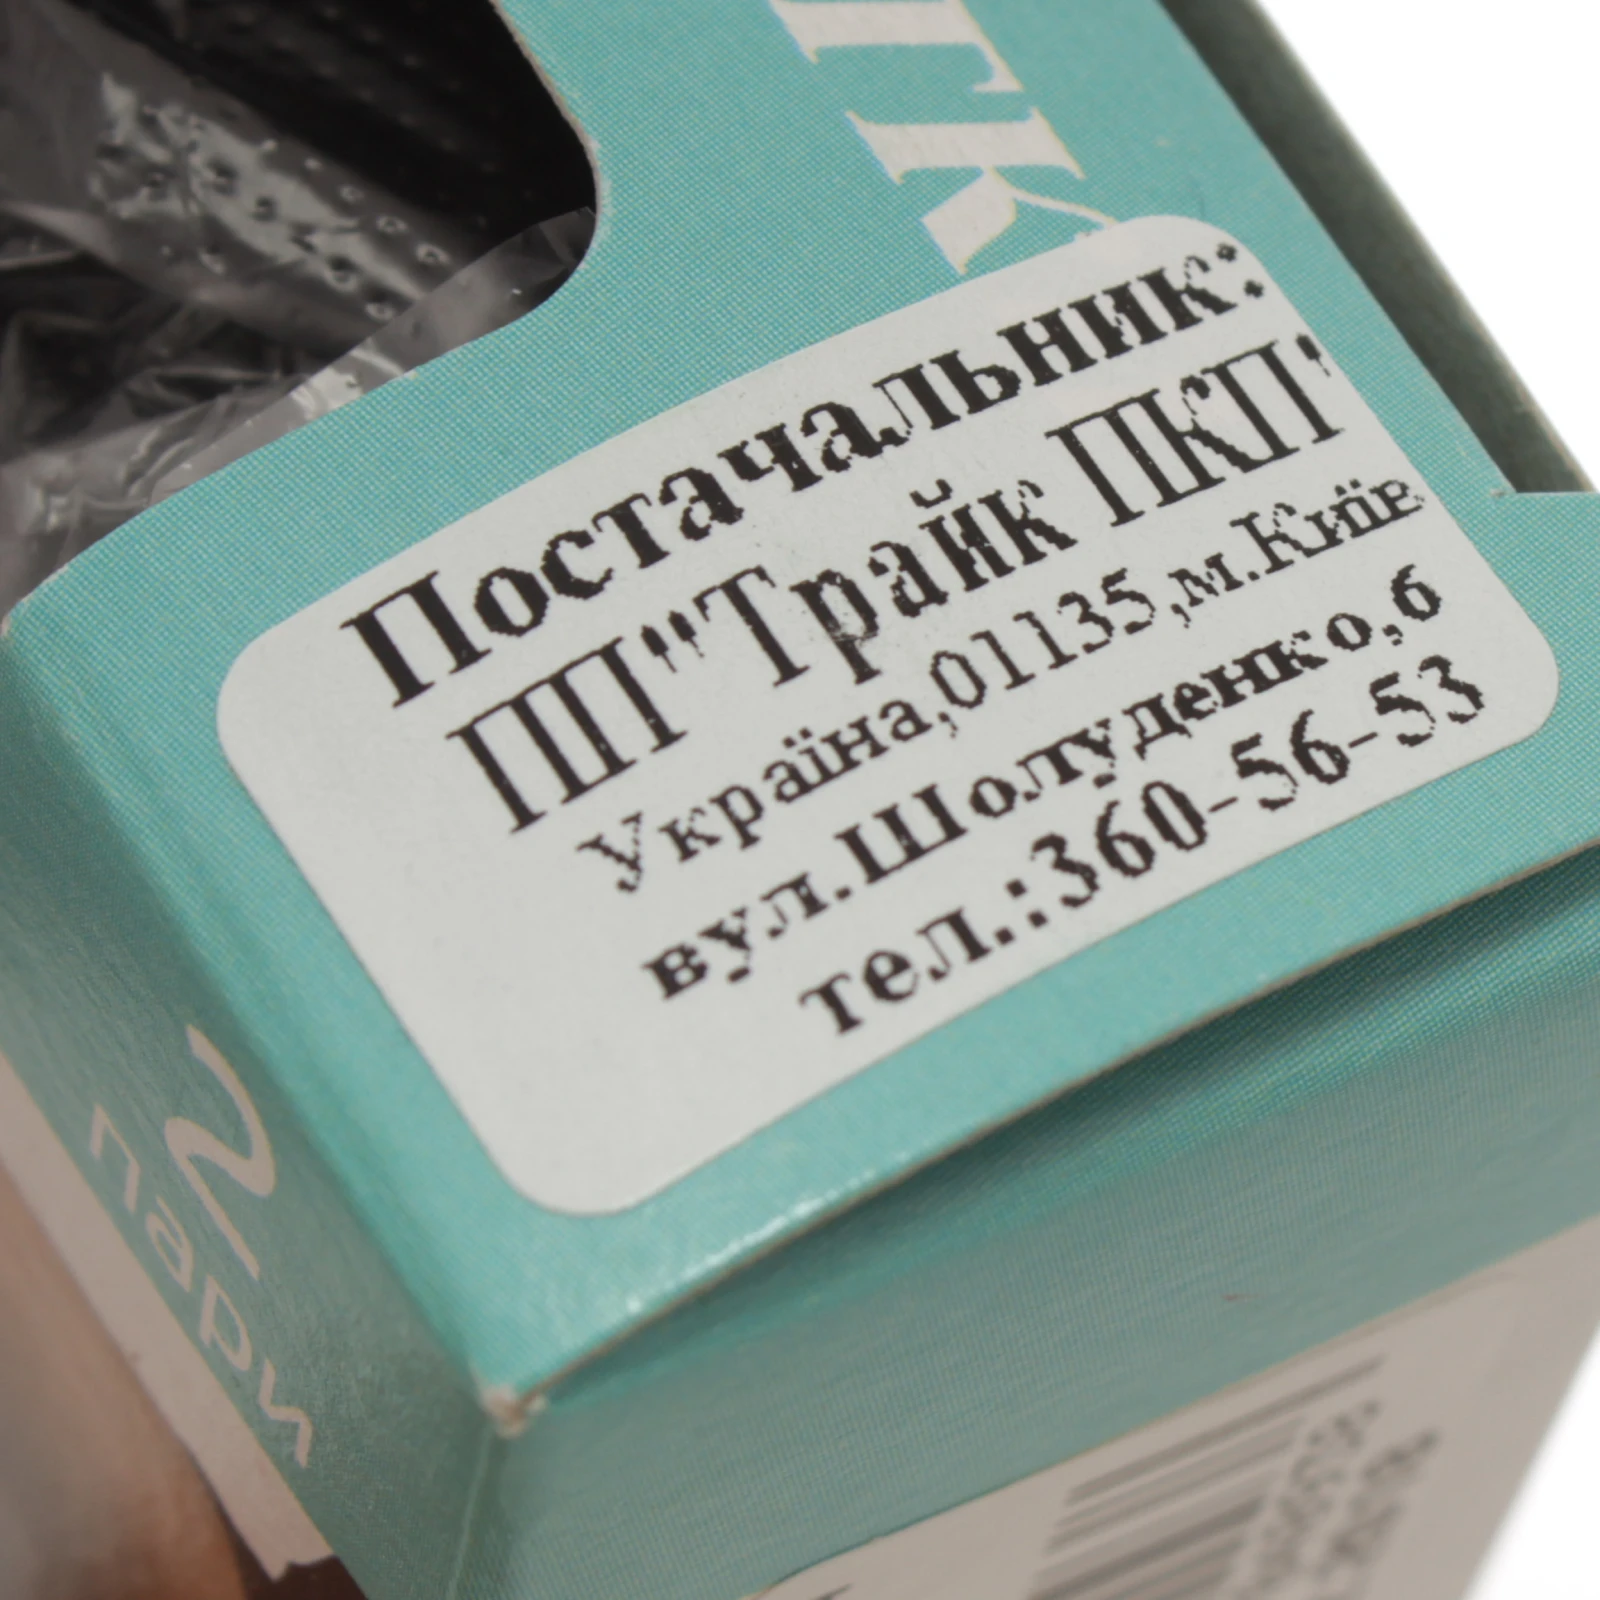 Постачальник:
ПП"Трайк ПКП'
Україна,01135,м.Київ
вул.Шолуденко,6
тел.:360-56-53
2
пари